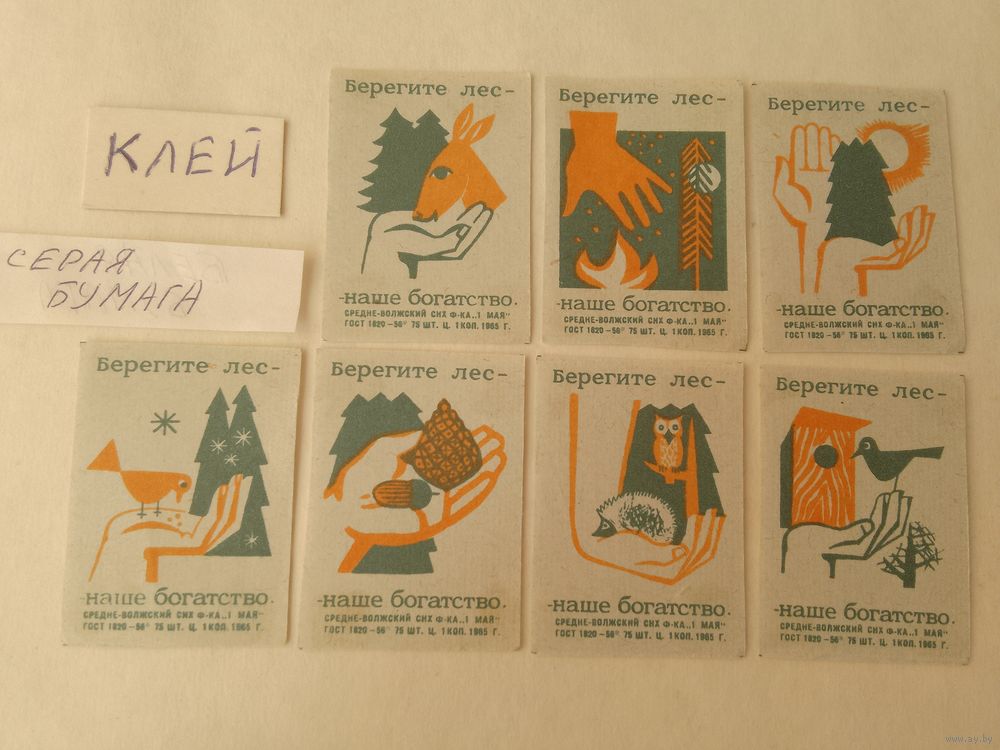 КЛЕЙ
СЕРАЯ
БУМАГА
Берегите лес-
-наше богатство.
СРЕДНЕ-ВОЛЖСКИЙ СНХ Ф-КА„1 МАЯ"
ГОСТ 1820-56* 75 ШТ. Ц. 1 КОП. 1965 Г.
Берегите лес-
-наше богатство.
СРЕДНЕ-ВОЛЖСКИЙ СНХ Ф-КА„1 МАЯ"
ГОСТ 1820-56* 75 ШТ. Ц. 1 КОП. 1965 Г.
Берегите лес-
-наше богатство.
СРЕДНЕ-ВОЛЖСКИЙ СНХ Ф-КА„1 МАЯ"
ГОСТ 1820-56* 75 ШТ. Ц. 1 КОП. 1965 Г.
Берегите лес-
-наше богатство.
СРЕДНЕ-ВОЛЖСКИЙ СНХ Ф-КА„1 МАЯ"
ГОСТ 1820-56* 75 ШТ. Ц. 1 КОП. 1965 Г.
Берегите лес-
-наше богатство.
СРЕДНЕ-ВОЛЖСКИЙ СНХ Ф-КА„1 МАЯ"
ГОСТ 1820-56* 75 ШТ. Ц. 1 КОП. 1965 Г.
Берегите лес-
-наше богатство.
СРЕДНЕ-ВОЛЖСКИЙ СНХ Ф-КА„1 МАЯ"
ГОСТ 1820-56* 75 ШТ. Ц. 1 КОП. 1965 Г.
Берегите лес-
-наше богатство.
СРЕДНЕ-ВОЛЖСКИЙ СНХ Ф-КА„1 МАЯ"
ГОСТ 1820-56* 75 ШТ. Ц. 1 КОП. 1965 Г.
www.ay.by